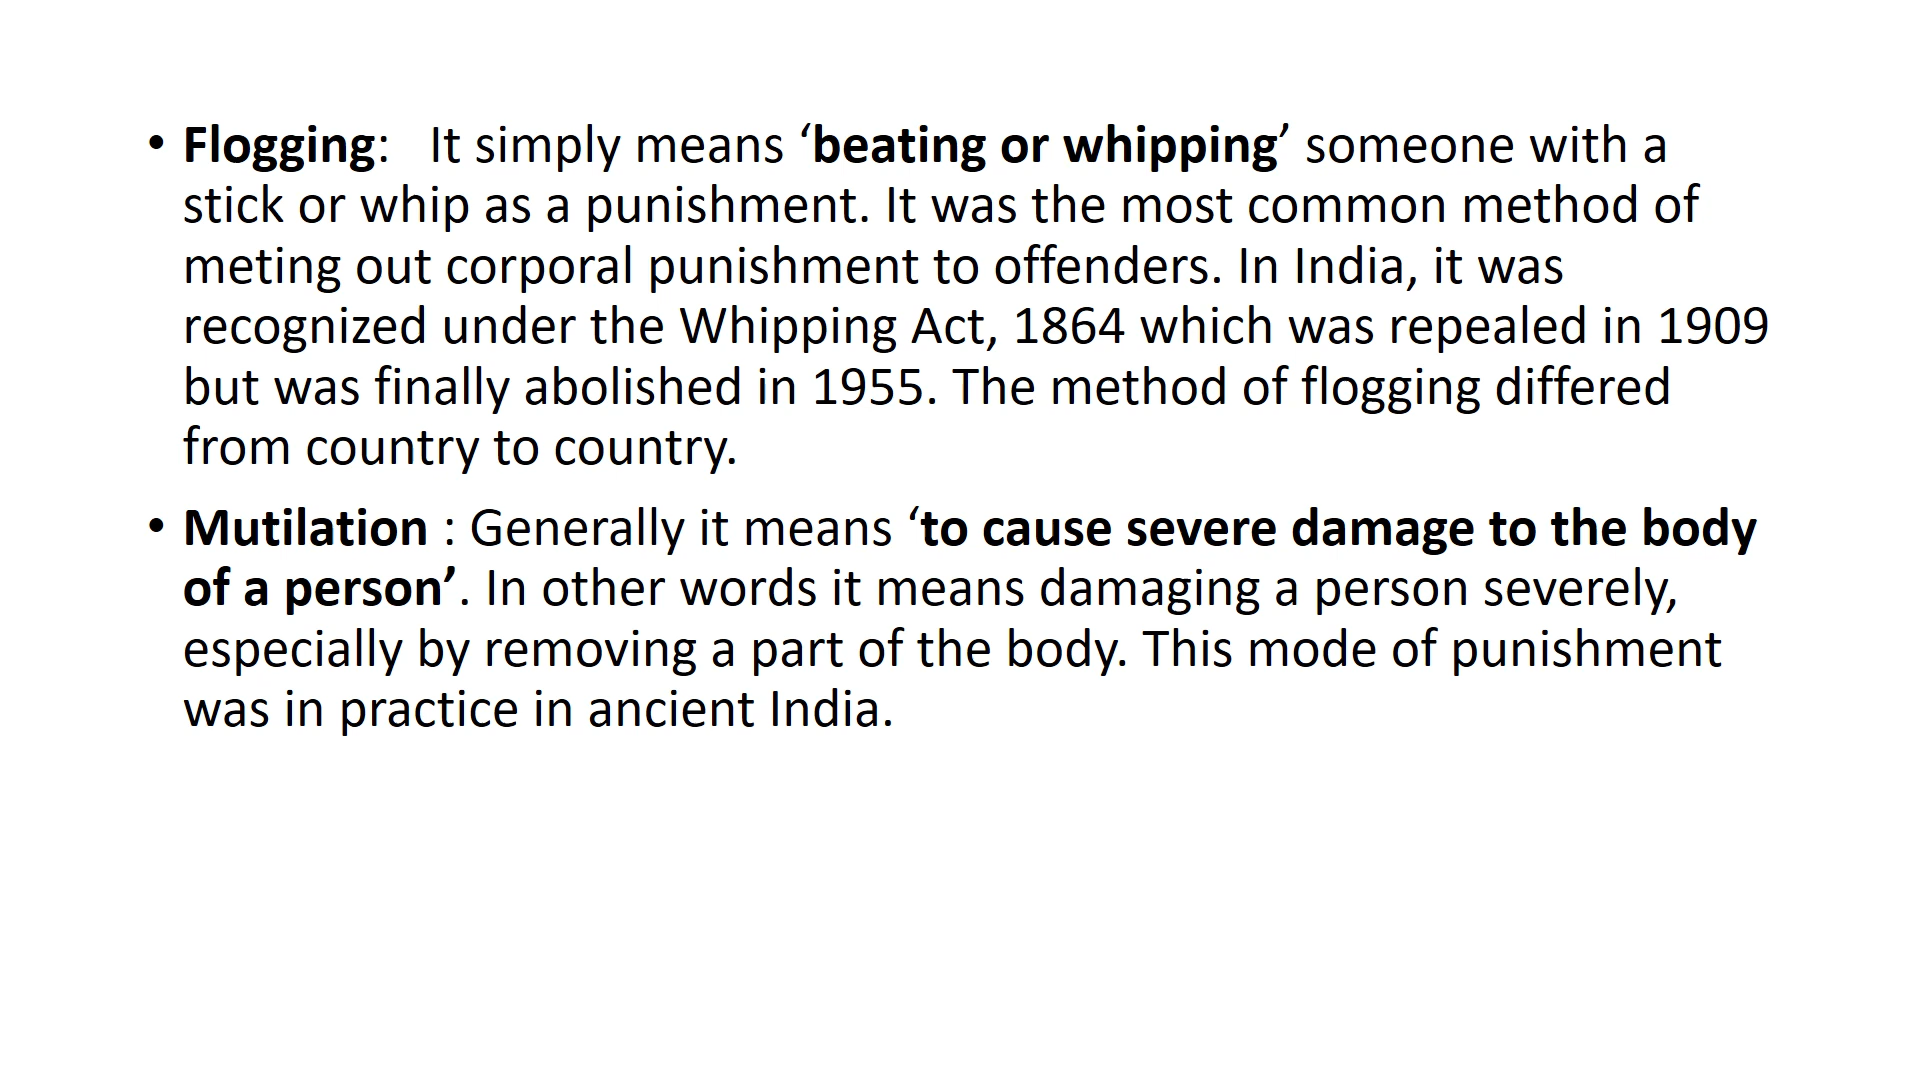 • Flogging:   It simply means ‘beating or whipping’ someone with a
stick or whip as a punishment. It was the most common method of
meting out corporal punishment to offenders. In India, it was
recognized under the Whipping Act, 1864 which was repealed in 1909
but was finally abolished in 1955. The method of flogging differed
from country to country.
• Mutilation : Generally it means ‘to cause severe damage to the body
of a person’. In other words it means damaging a person severely,
especially by removing a part of the body. This mode of punishment
was in practice in ancient India.